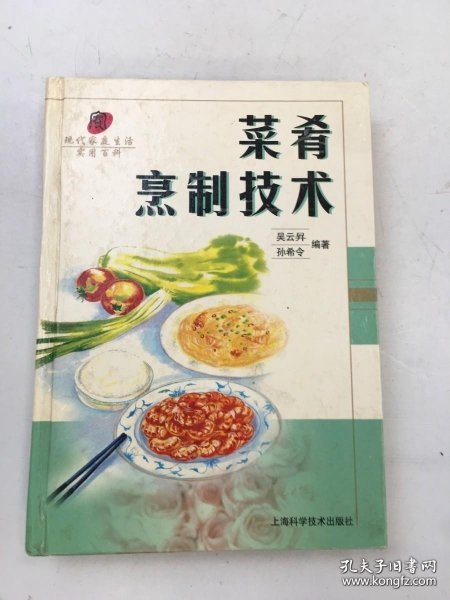 现代家庭生活
实用百科
菜肴
烹制技术
吴云昇
孙希令
编著
上海科学技术出版社
孔夫子旧书网
www.kongfz.com